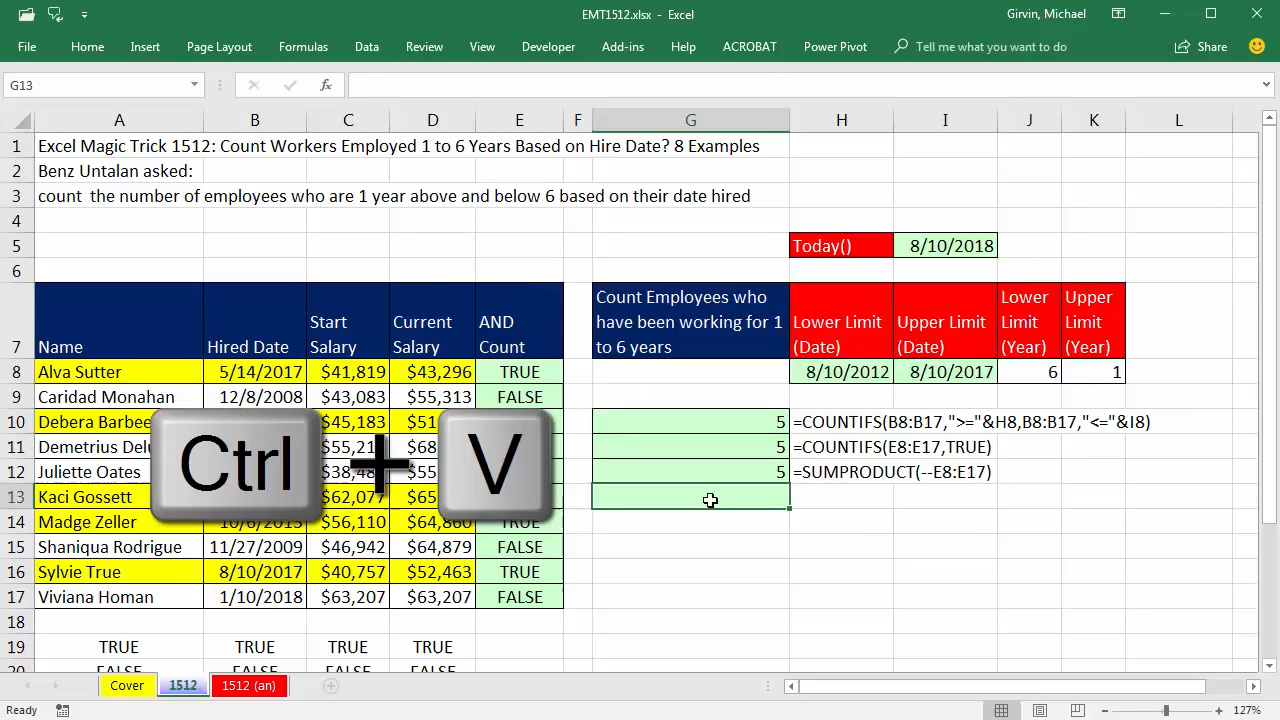 EMT1512.xlsx - Excel
Girvin, Michael
File Home Insert Page Layout Formulas Data Review View Developer Add-ins Help ACROBAT Power Pivot Tell me what you want to do Share
G13 fx
A B C D E F G H I J K L
1 Excel Magic Trick 1512: Count Workers Employed 1 to 6 Years Based on Hire Date? 8 Examples
2 Benz Untalan asked:
3 count the number of employees who are 1 year above and below 6 based on their date hired
4
5 Today() 8/10/2018
6
7 Name Hired Date Start Salary Current Salary AND Count Count Employees who have been working for 1 to 6 years Lower Limit (Date) Upper Limit (Date) Lower Limit (Year) Upper Limit (Year)
8 Alva Sutter 5/14/2017 $41,819 $43,296 TRUE 8/10/2012 8/10/2017 6 1
9 Caridad Monahan 12/8/2008 $43,083 $55,313 FALSE
10 Debera Barbee $45,183 5 =COUNTIFS(B8:B17,">="&H8,B8:B17,"<="&I8)
11 Demetrius 5 =COUNTIFS(E8:E17,TRUE)
12 Juliette Oates 5 =SUMPRODUCT(--E8:E17)
13 Kaci Gossett $62,077
14 Madge Zeller 10/6/2015 $56,110 $64,860 TRUE
15 Shaniqua Rodrigue 11/27/2009 $46,942 $64,879 FALSE
16 Sylvie True 8/10/2017 $40,757 $52,463 TRUE
17 Viviana Homan 1/10/2018 $63,207 $63,207 FALSE
18
19 TRUE TRUE TRUE TRUE
20 FALSE FALSE FALSE FALSE
Ctrl + V
Cover 1512 1512 (an)
Ready 127%